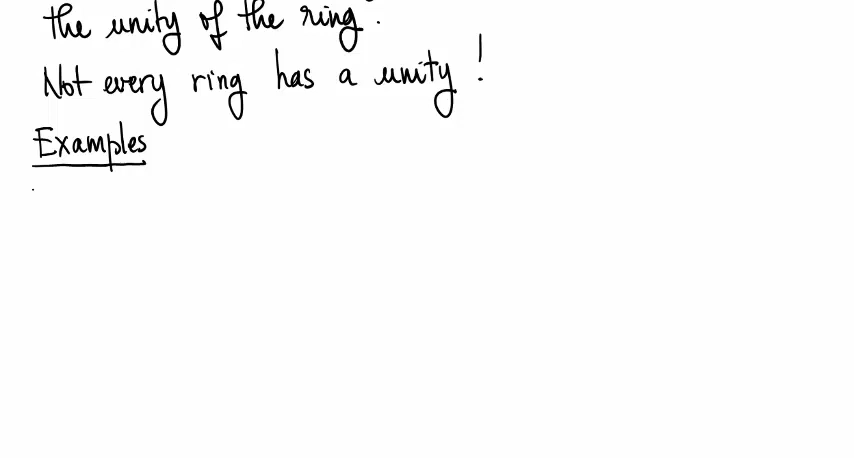 the unity of the ring.
Not every ring has a unity!
Examples